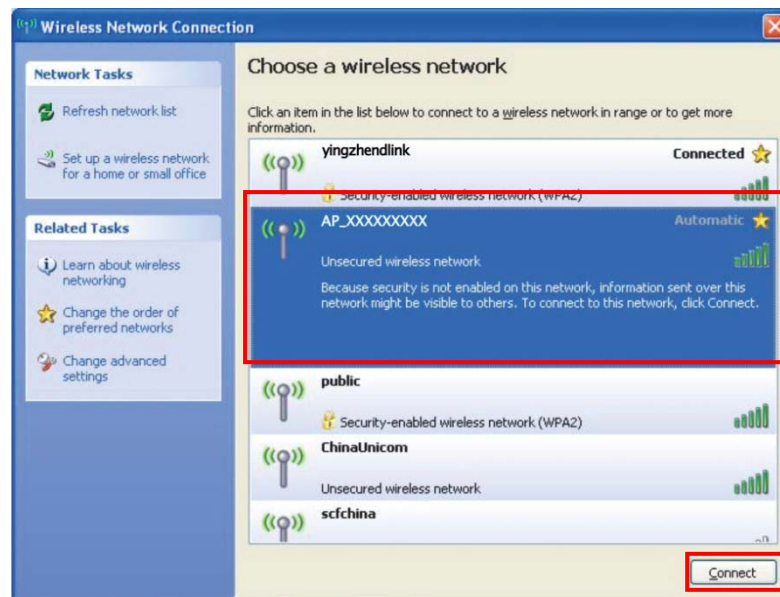 Wireless Network Connection
Network Tasks
Refresh network list
Set up a wireless network
for a home or small office
Related Tasks
Learn about wireless
networking
Change the order of
preferred networks
Change advanced
settings
Choose a wireless network
Click an item in the list below to connect to a wireless network in range or to get more
information.
yingzhendlink
Connected
Security-enabled wireless network (WPA2)
AP_XXXXXXXXX
Automatic
Unsecured wireless network
Because security is not enabled on this network, information sent over this
network might be visible to others. To connect to this network, click Connect.
public
Security-enabled wireless network (WPA2)
ChinaUnicom
Unsecured wireless network
scfchina
Connect